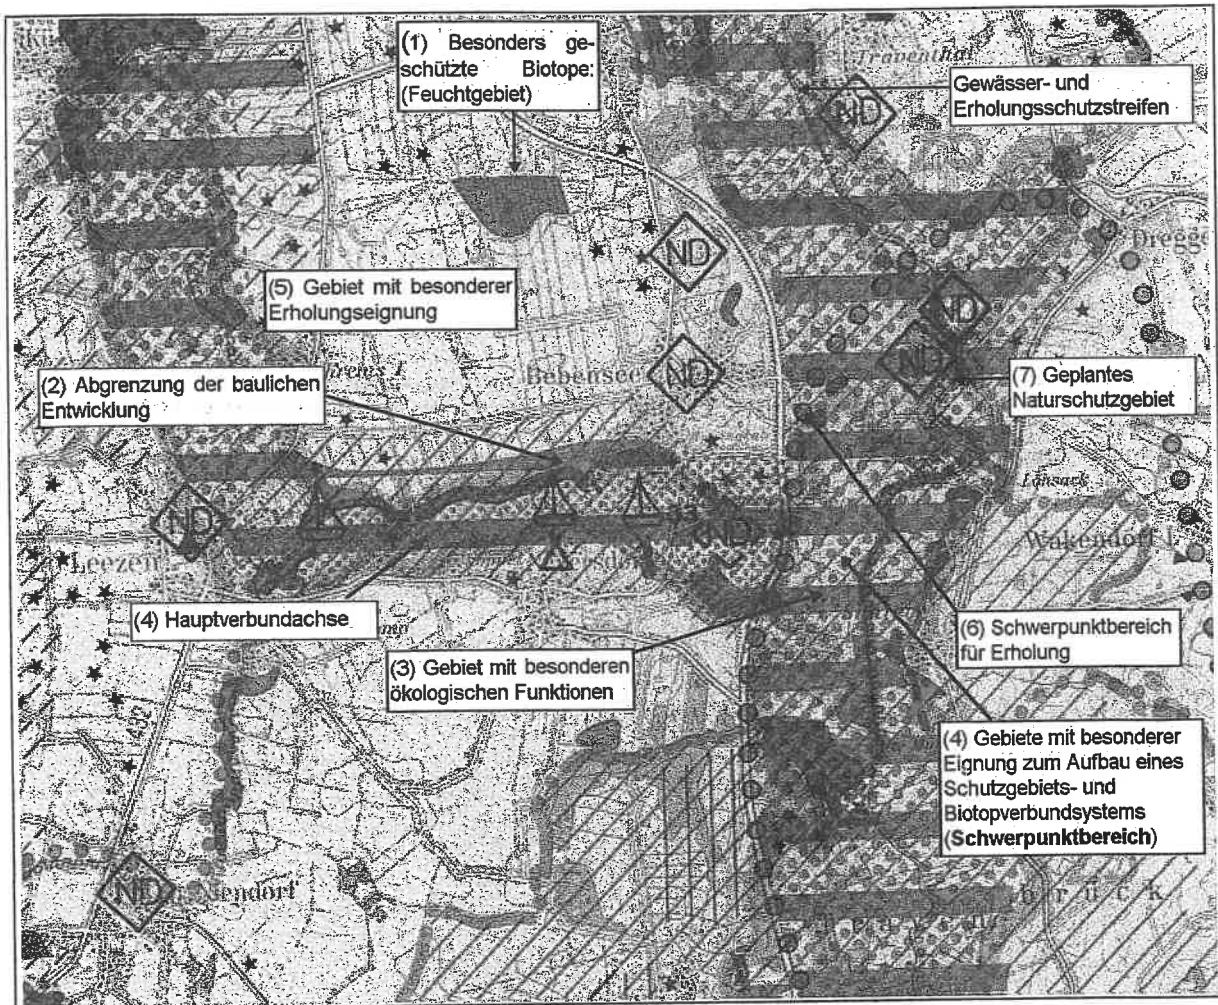 (1) Besonders ge-
schützte Biotope:
(Feuchtgebiet)
Traventhal
Gewässer- und
Erholungsschutzstreifen
ND
ND
(5) Gebiet mit besonderer
Erholungseignung
ND
(2) Abgrenzung der baulichen
Entwicklung
Bebensee
ND
ND
(7) Geplantes
Naturschutzgebiet
ND
ND
Leezen
Wakendorf I
(4) Hauptverbundachse
(3) Gebiet mit besonderen
ökologischen Funktionen
(6) Schwerpunktbereich
für Erholung
(4) Gebiete mit besonderer
Eignung zum Aufbau eines
Schutzgebiets- und
Biotopverbundsystems
(Schwerpunktbereich)
ND